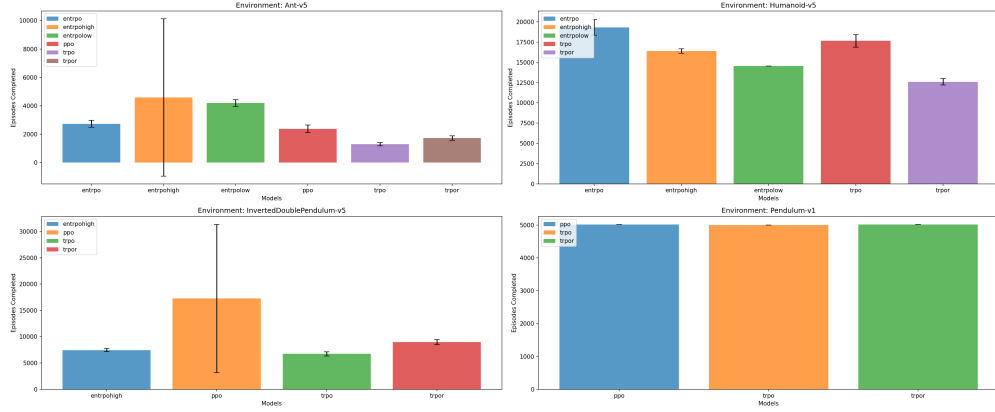 Environment: Ant-v5
Episodes Completed
10000
8000
6000
4000
2000
0
entrpo
entrpohigh
entrpolow
ppo
trpo
trpor
entrpo
entrpohigh
entrpolow
ppo
trpo
trpor
Models
Environment: Humanoid-v5
Episodes Completed
20000
17500
15000
12500
10000
7500
5000
2500
0
entrpo
entrpohigh
entrpolow
trpo
trpor
entrpo
entrpohigh
entrpolow
trpo
trpor
Models
Environment: InvertedDoublePendulum-v5
Episodes Completed
30000
25000
20000
15000
10000
5000
0
entrpohigh
ppo
trpo
trpor
entrpohigh
ppo
trpo
trpor
Models
Environment: Pendulum-v1
Episodes Completed
5000
4000
3000
2000
1000
0
ppo
trpo
trpor
ppo
trpo
trpor
Models